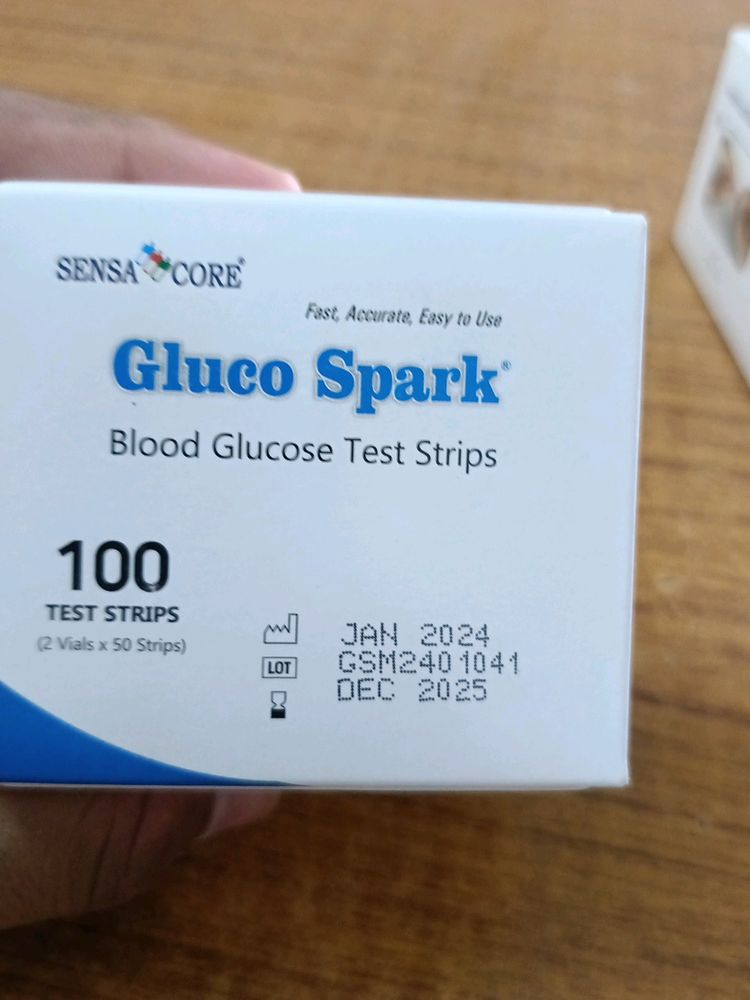 SENSA CORE®
Fast, Accurate, Easy to Use
Gluco Spark®
Blood Glucose Test Strips
100
TEST STRIPS
(2 Vials x 50 Strips)
JAN 2024
LOT GSM2401041
DEC 2025